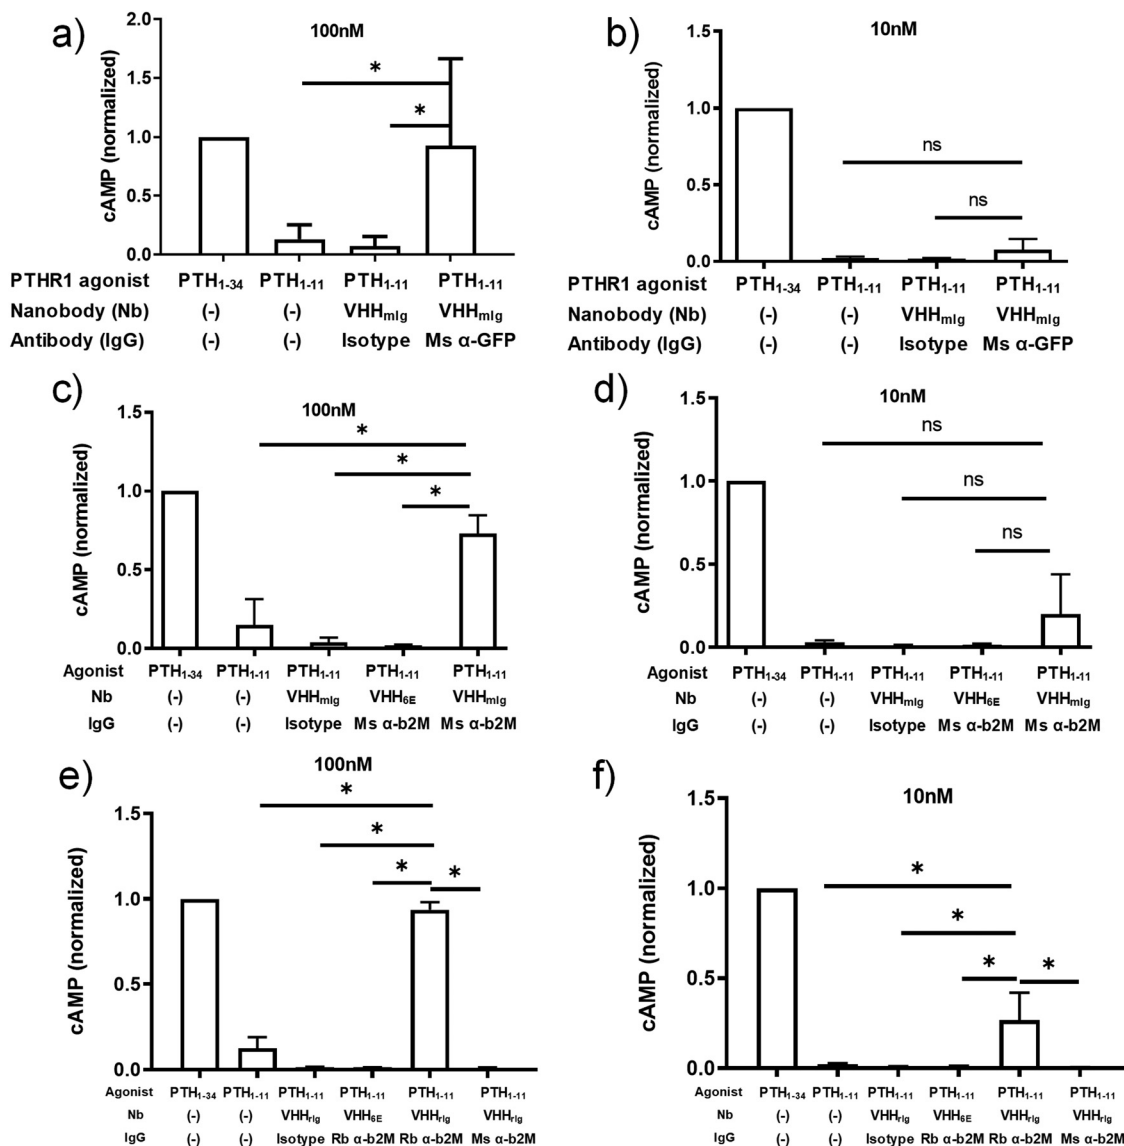 a)
100nM
cAMP (normalized)
2.0
1.5
1.0
0.5
0.0
*
*
PTHR1 agonist PTH1-34 PTH1-11 PTH1-11 PTH1-11
Nanobody (Nb) (-) (-) VHHmIg VHHmIg
Antibody (IgG) (-) (-) Isotype Ms α-GFP
b)
10nM
cAMP (normalized)
1.5
1.0
0.5
0.0
ns
ns
PTHR1 agonist PTH1-34 PTH1-11 PTH1-11 PTH1-11
Nanobody (Nb) (-) (-) VHHmIg VHHmIg
Antibody (IgG) (-) (-) Isotype Ms α-GFP
c)
100nM
cAMP (normalized)
1.5
1.0
0.5
0.0
*
*
*
Agonist PTH1-34 PTH1-11 PTH1-11 PTH1-11 PTH1-11
Nb (-) (-) VHHmIg VHH6E VHHmIg
IgG (-) (-) Isotype Ms α-b2M Ms α-b2M
d)
10nM
cAMP (normalized)
1.5
1.0
0.5
0.0
ns
ns
ns
Agonist PTH1-34 PTH1-11 PTH1-11 PTH1-11 PTH1-11
Nb (-) (-) VHHmIg VHH6E VHHmIg
IgG (-) (-) Isotype Ms α-b2M Ms α-b2M
e)
100nM
cAMP (normalized)
1.5
1.0
0.5
0.0
*
*
*
*
Agonist PTH1-34 PTH1-11 PTH1-11 PTH1-11 PTH1-11 PTH1-11
Nb (-) (-) VHHrIg VHH6E VHHrIg VHHrIg
IgG (-) (-) Isotype Rb α-b2M Rb α-b2M Ms α-b2M
f)
10nM
cAMP (normalized)
1.5
1.0
0.5
0.0
*
*
*
*
Agonist PTH1-34 PTH1-11 PTH1-11 PTH1-11 PTH1-11 PTH1-11
Nb (-) (-) VHHrIg VHH6E VHHrIg VHHrIg
IgG (-) (-) Isotype Rb α-b2M Rb α-b2M Ms α-b2M